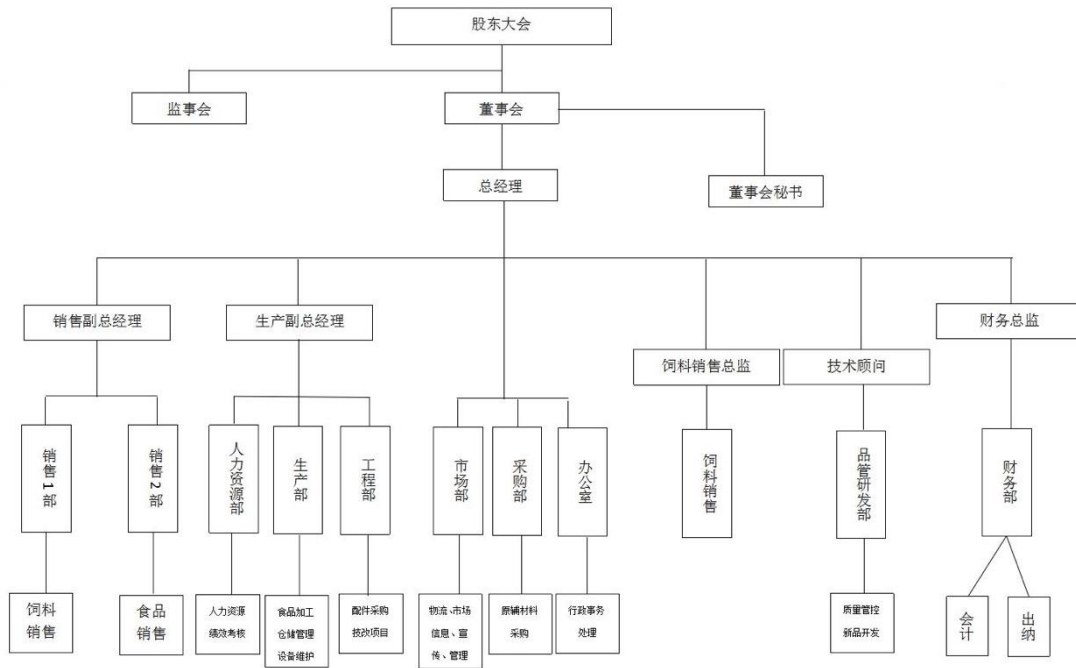 股东大会
监事会
董事会
总经理
董事会秘书
销售副总经理
生产副总经理
财务总监
饲料销售总监
技术顾问
销售1部
销售2部
人力资源部
生产部
工程部
市场部
采购部
办公室
饲料销售
品管研发部
财务部
饲料
销售
食品
销售
人力资源
绩效考核
食品加工
仓储管理
设备维护
配件采购
技改项目
物流、市场
信息、宣
传、管理
原辅材料
采购
行政事务
处理
质量管控
新品开发
会计
出纳